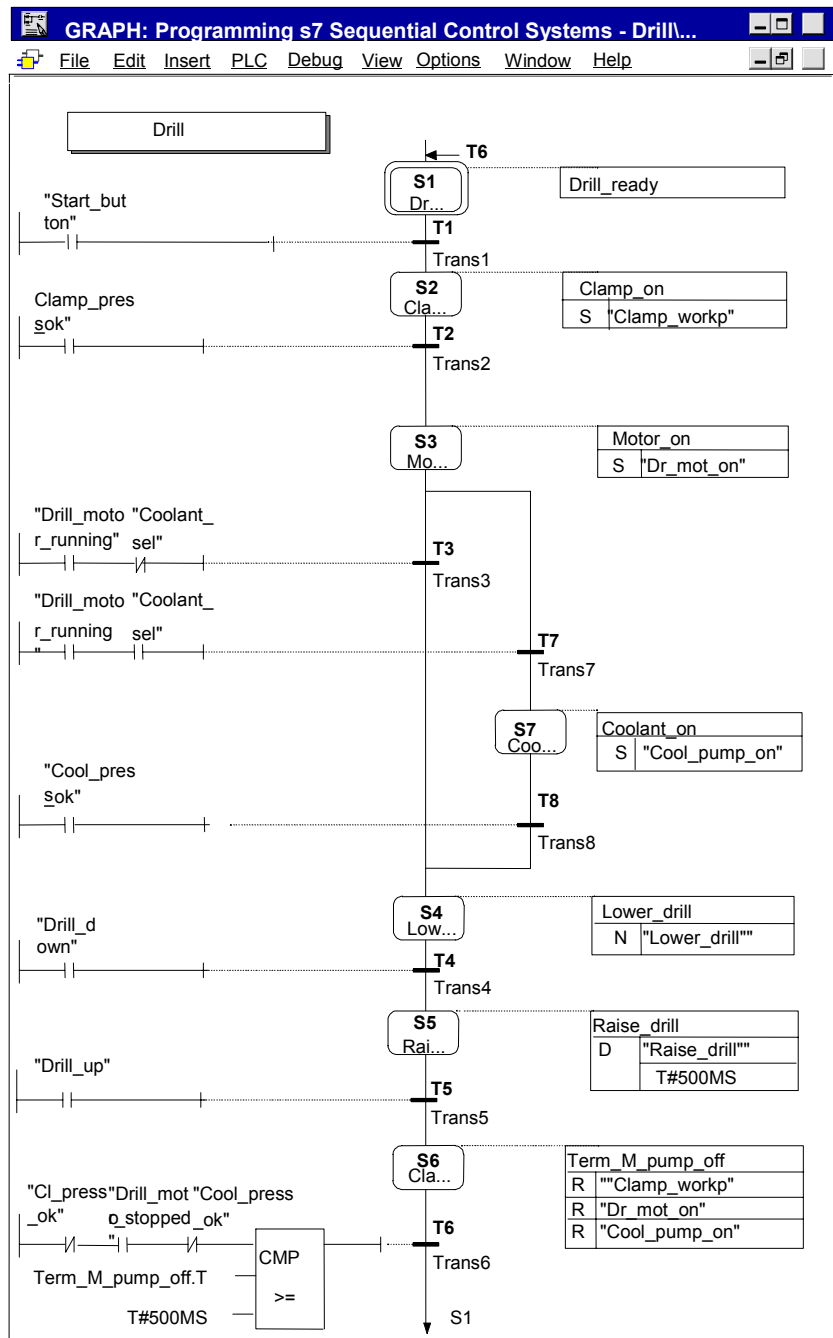 GRAPH: Programming s7 Sequential Control Systems - Drill\...
File Edit Insert PLC Debug View Options Window Help
Drill
T6
S1
Dr...
Drill_ready
"Start_but
ton"
T1
Trans1
S2
Cla...
Clamp_on
S "Clamp_workp"
Clamp_pres
sok"
T2
Trans2
S3
Mo...
Motor_on
S "Dr_mot_on"
"Drill_moto "Coolant_
r_running" sel"
T3
Trans3
"Drill_moto "Coolant_
r_running sel"
"
T7
Trans7
S7
Coo...
Coolant_on
S "Cool_pump_on"
"Cool_pres
sok"
T8
Trans8
S4
Low...
Lower_drill
N "Lower_drill""
"Drill_d
own"
T4
Trans4
S5
Rai...
Raise_drill
D "Raise_drill""
T#500MS
"Drill_up"
T5
Trans5
S6
Cla...
Term_M_pump_off
R ""Clamp_workp"
R "Dr_mot_on"
R "Cool_pump_on"
"Cl_press "Drill_mot "Cool_press
_ok" o_stopped _ok"
"
T6
Trans6
CMP
>=
Term_M_pump_off.T
T#500MS
S1